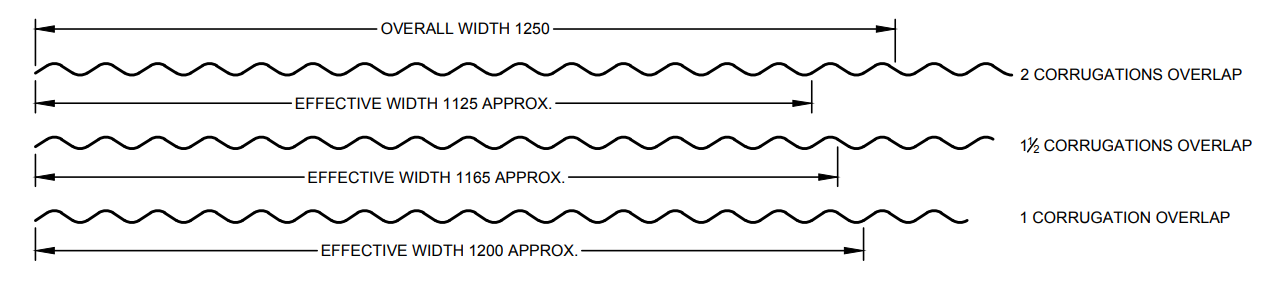 OVERALL WIDTH 1250
2 CORRUGATIONS OVERLAP
EFFECTIVE WIDTH 1125 APPROX.
1½ CORRUGATIONS OVERLAP
EFFECTIVE WIDTH 1165 APPROX.
1 CORRUGATION OVERLAP
EFFECTIVE WIDTH 1200 APPROX.